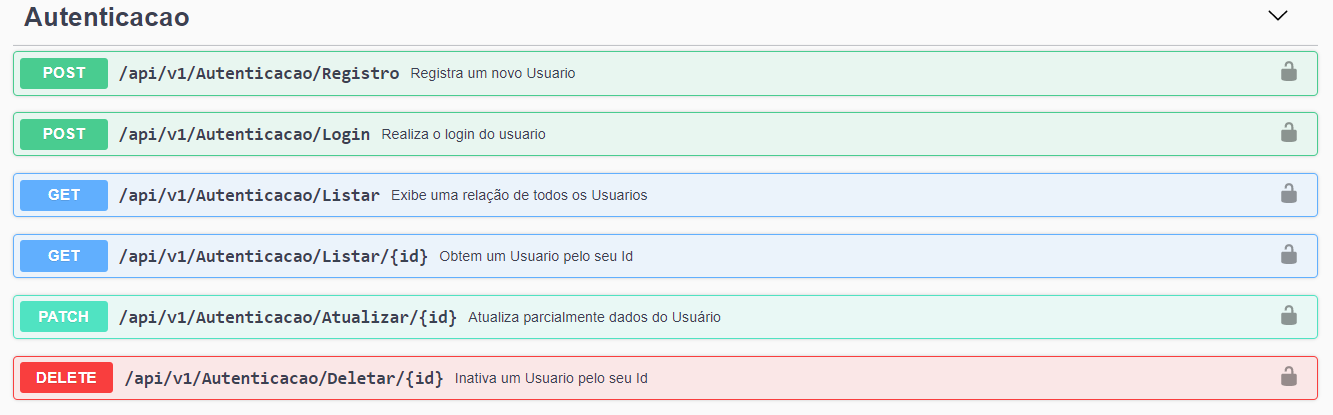 Autenticacao
POST /api/v1/Autenticacao/Registro Registra um novo Usuario
POST /api/v1/Autenticacao/Login Realiza o login do usuario
GET /api/v1/Autenticacao/Listar Exibe uma relação de todos os Usuarios
GET /api/v1/Autenticacao/Listar/{id} Obtem um Usuario pelo seu Id
PATCH /api/v1/Autenticacao/Atualizar/{id} Atualiza parcialmente dados do Usuário
DELETE /api/v1/Autenticacao/Deletar/{id} Inativa um Usuario pelo seu Id